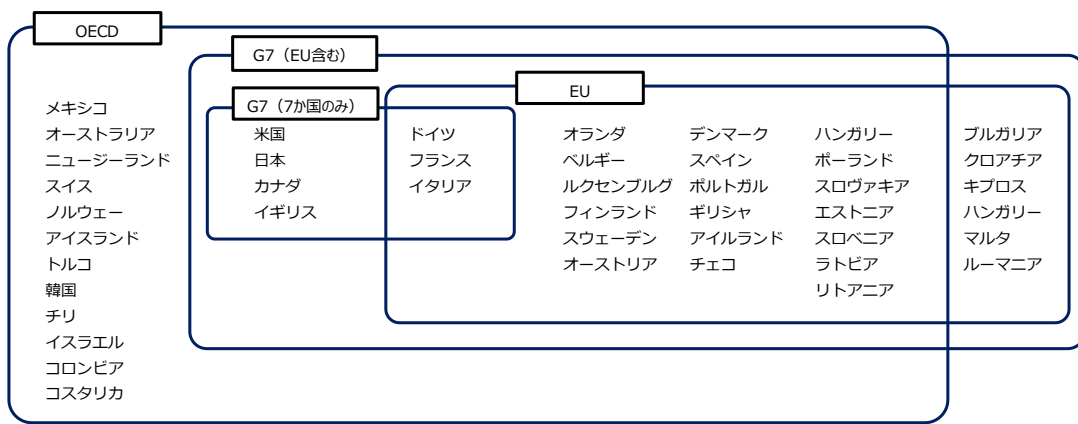 OECD
G7（EU含む）
EU
G7（7か国のみ）
メキシコ
オーストラリア
ニュージーランド
スイス
ノルウェー
アイスランド
トルコ
韓国
チリ
イスラエル
コロンビア
コスタリカ
米国
日本
カナダ
イギリス
ドイツ
フランス
イタリア
オランダ
ベルギー
ルクセンブルグ
フィンランド
スウェーデン
オーストリア
デンマーク
スペイン
ポルトガル
ギリシャ
アイルランド
チェコ
ハンガリー
ポーランド
スロヴァキア
エストニア
スロベニア
ラトビア
リトアニア
ブルガリア
クロアチア
キプロス
ハンガリー
マルタ
ルーマニア